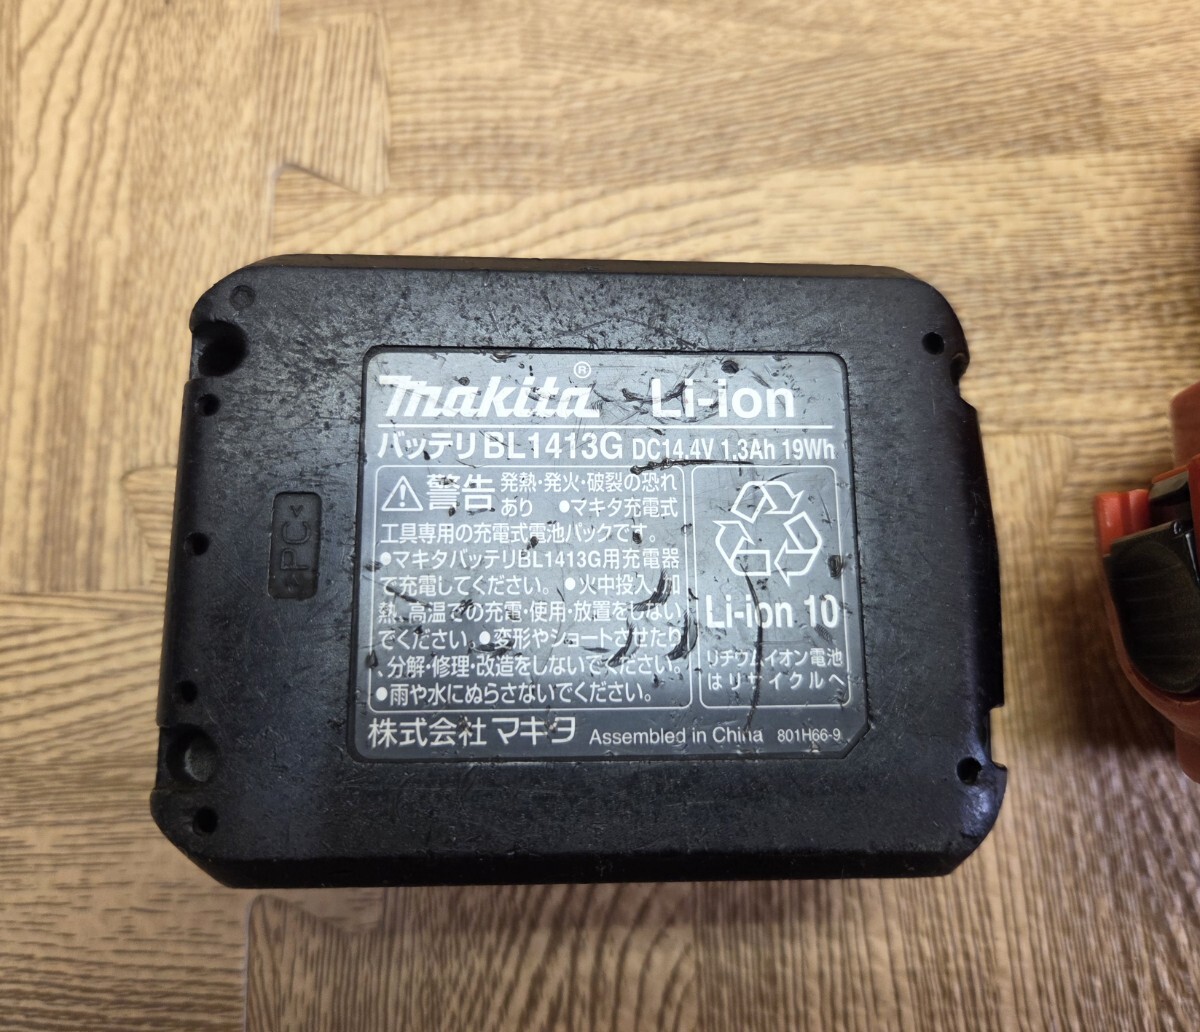 makita® Li-ion
バッテリ BL1413G DC14.4V 1.3Ah 19Wh
警告 発熱・発火・破裂の恐れ
あり ●マキタ充電式
工具専用の充電式電池パックです。
●マキタバッテリBL1413G用充電器
で充電してください。●火中投入、加
熱、高温での充電・使用・放置をしない
でください。●変形やショートさせたり
、分解・修理・改造をしないでください。
●雨や水にぬらさないでください。
Li-ion 10
リチウムイオン電池
はリサイクルへ
株式会社 マキタ Assembled in China 801H66-9
>PC<